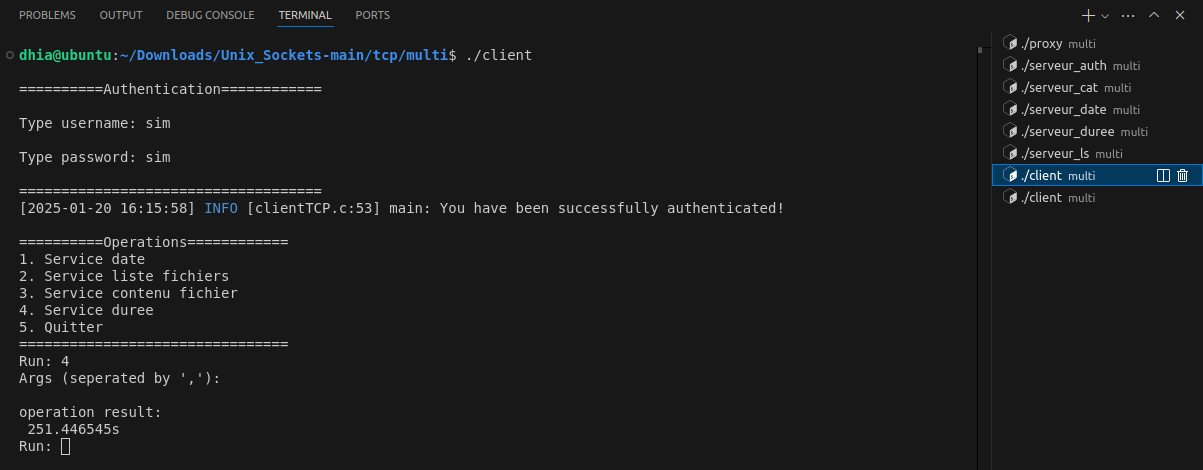 PROBLEMS OUTPUT DEBUG CONSOLE TERMINAL PORTS
dhia@ubuntu:~/Downloads/Unix_Sockets-main/tcp/multi$ ./client
==========Authentication============
Type username: sim
Type password: sim
====================================
[2025-01-20 16:15:58] INFO [clientTCP.c:53] main: You have been successfully authenticated!
==========Operations============
1. Service date
2. Service liste fichiers
3. Service contenu fichier
4. Service duree
5. Quitter
================================
Run: 4
Args (seperated by ','):
operation result:
251.446545s
Run:
./proxy multi
./serveur_auth multi
./serveur_cat multi
./serveur_date multi
./serveur_duree multi
./serveur_ls multi
./client multi
./client multi